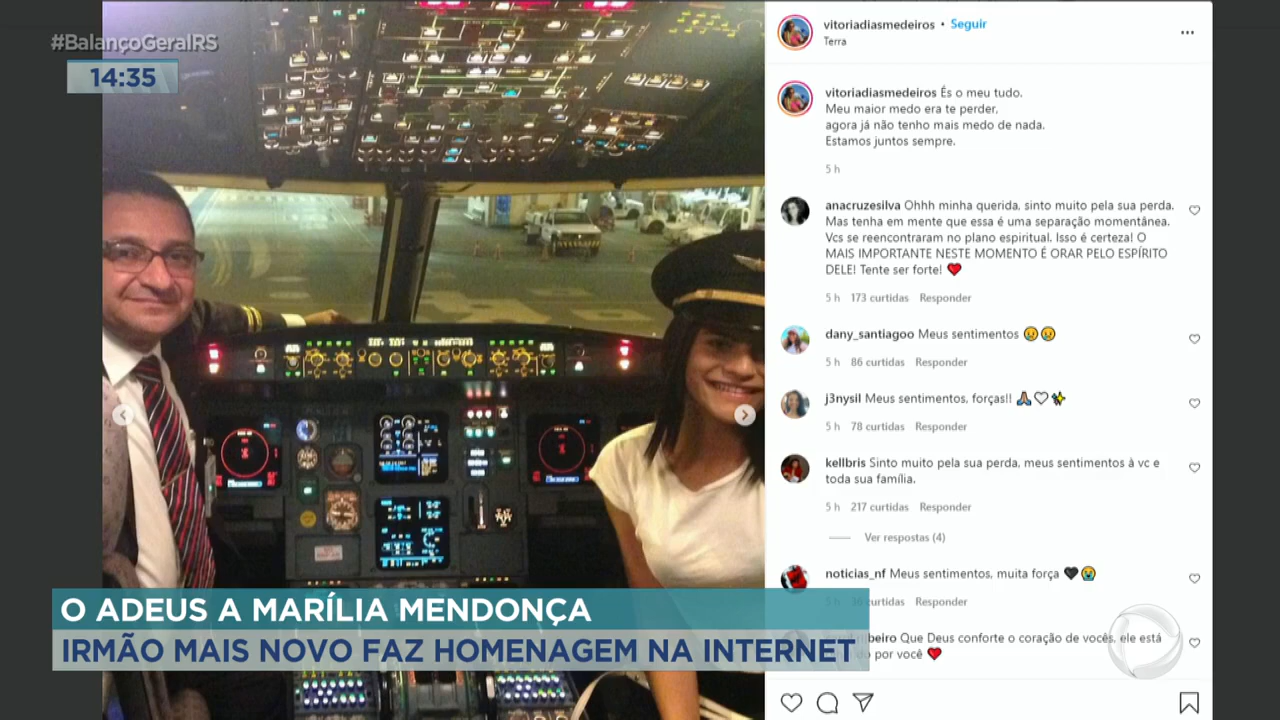 #BalançoGeralRS
14:35
vitoriadiasmedeiros • Seguir
Terra
vitoriadiasmedeiros És o meu tudo.
Meu maior medo era te perder,
agora já não tenho mais medo de nada.
Estamos juntos sempre.
5 h
anacruzesilva Ohhh minha querida, sinto muito pela sua perda.
Mas tenha em mente que essa é uma separação momentânea.
Vcs se reencontraram no plano espiritual. Isso é certeza! O
MAIS IMPORTANTE NESTE MOMENTO É ORAR PELO ESPÍRITO
DELE! Tente ser forte! ❤️
5 h 173 curtidas Responder
dany_santiagoo Meus sentimentos 😢😢
5 h 86 curtidas Responder
j3nysil Meus sentimentos, forças!! 🙏🏽🤍✨
5 h 78 curtidas Responder
kellbris Sinto muito pela sua perda, meus sentimentos à vc e
toda sua família.
5 h 217 curtidas Responder
Ver respostas (4)
noticias_nf Meus sentimentos, muita força 🖤😭
5 h 36 curtidas Responder
Que Deus conforte o coração de vocês, ele está
por você ❤️
O ADEUS A MARÍLIA MENDONÇA
IRMÃO MAIS NOVO FAZ HOMENAGEM NA INTERNET